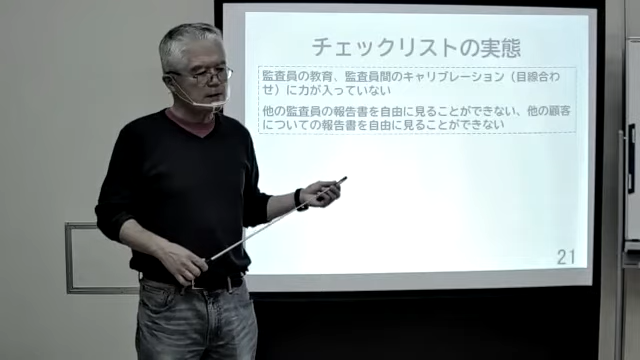 チェックリストの実態
監査員の教育、監査員間のキャリブレーション（目線合わ
せ）に力が入っていない
他の監査員の報告書を自由に見ることができない、他の顧客
についての報告書を自由に見ることができない
21